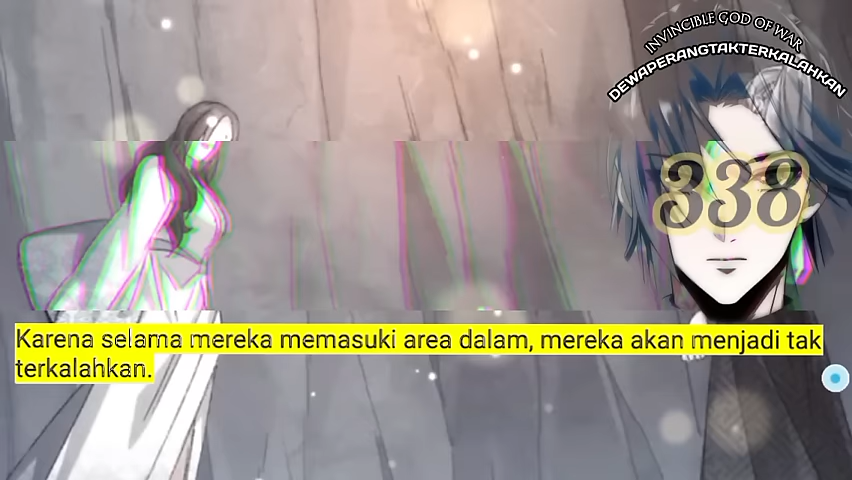 INVINCIBLE GOD OF WAR
DEWAPERANGTAKTERKALAHKAN
338
Karena selama mereka memasuki area dalam, mereka akan menjadi tak
terkalahkan.